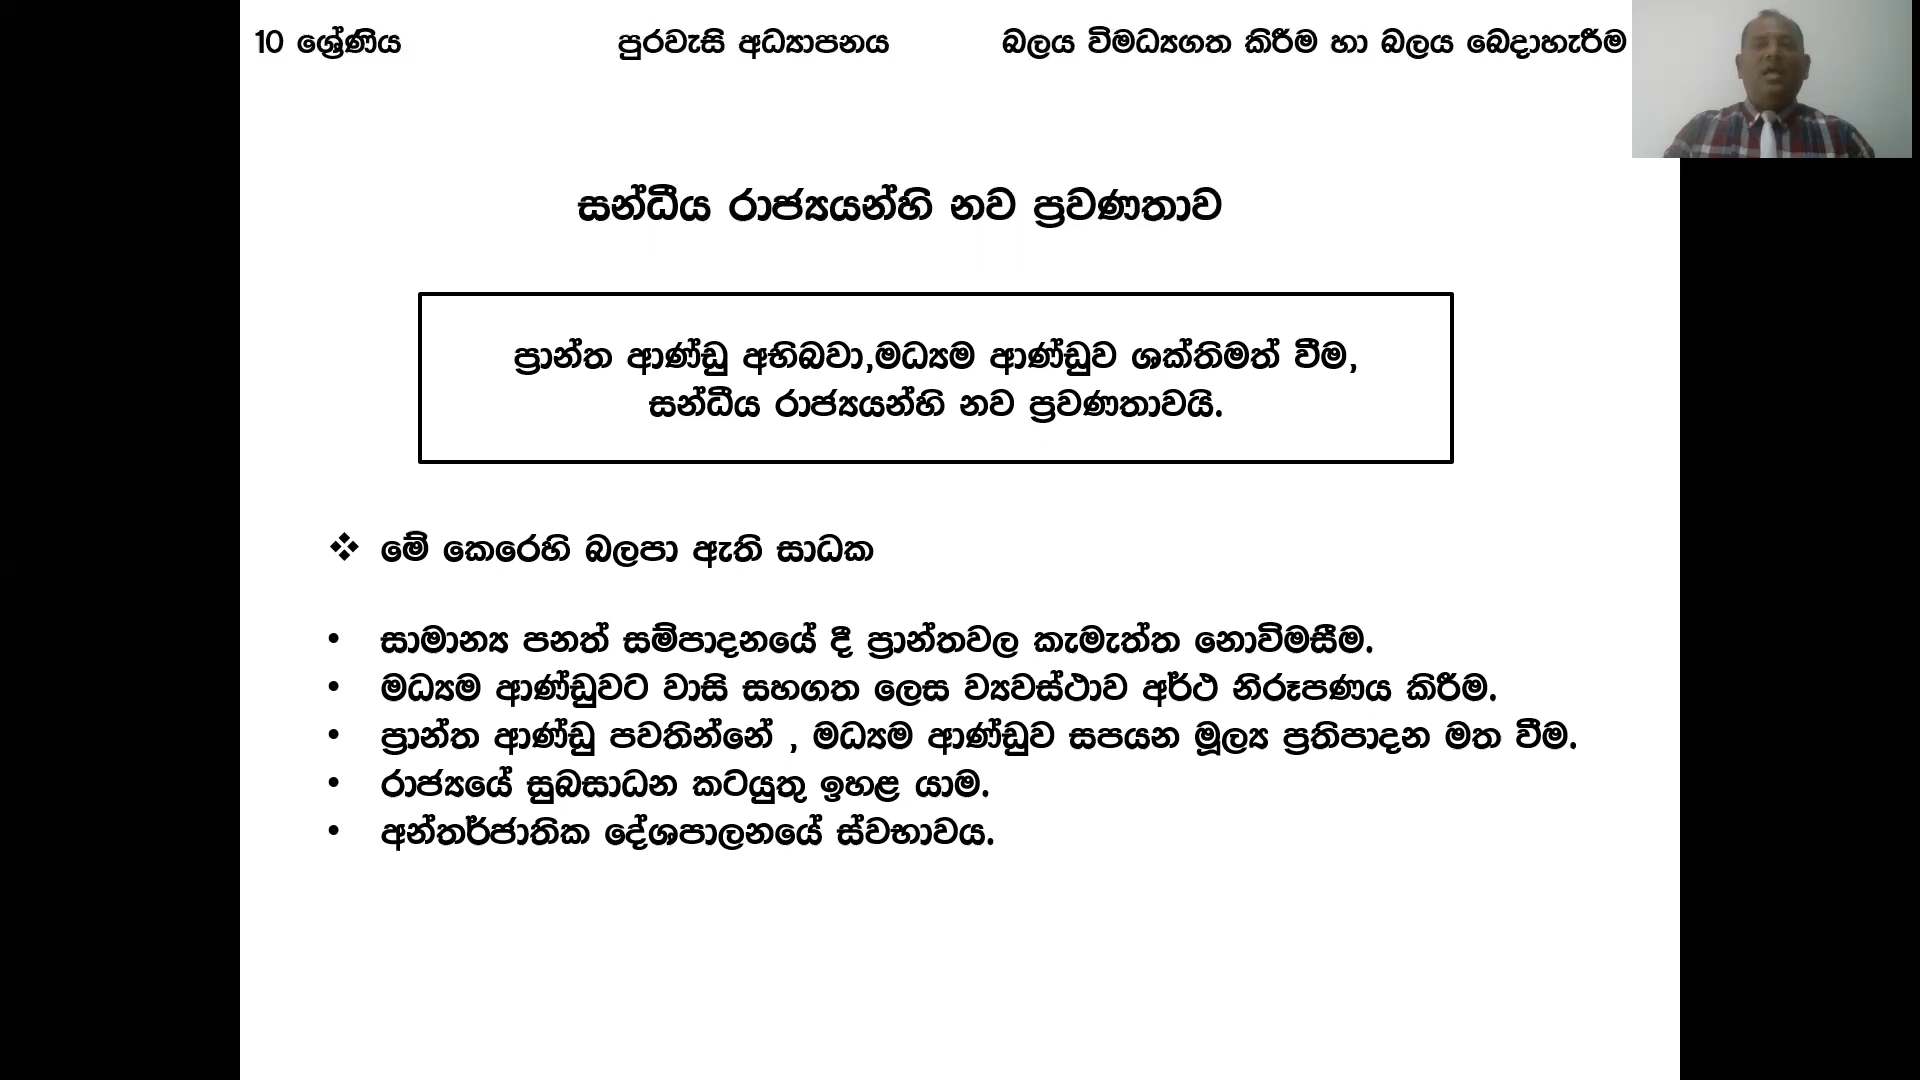 10 ශ්‍රේණිය පුරවැසි අධ්‍යාපනය බලය විමධ්‍යගත කිරීම හා බලය බෙදාහැරීම
සන්ධීය රාජ්‍යයන්හි නව ප්‍රවණතාව
ප්‍රාන්ත ආණ්ඩු අභිබවා,මධ්‍යම ආණ්ඩුව ශක්තිමත් වීම,
සන්ධීය රාජ්‍යයන්හි නව ප්‍රවණතාවයි.
❖ මේ කෙරෙහි බලපා ඇති සාධක
• සාමාන්‍ය පනත් සම්පාදනයේ දී ප්‍රාන්තවල කැමැත්ත නොවිමසීම.
• මධ්‍යම ආණ්ඩුවට වාසි සහගත ලෙස ව්‍යවස්ථාව අර්ථ නිරූපණය කිරීම.
• ප්‍රාන්ත ආණ්ඩු පවතින්නේ , මධ්‍යම ආණ්ඩුව සපයන මූල්‍ය ප්‍රතිපාදන මත වීම.
• රාජ්‍යයේ සුබසාධන කටයුතු ඉහළ යාම.
• අන්තර්ජාතික දේශපාලනයේ ස්වභාවය.